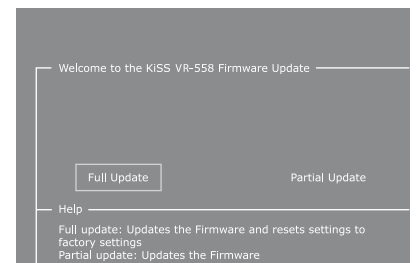 Welcome to the KiSS VR-558 Firmware Update
Full Update
Partial Update
Help
Full update: Updates the Firmware and resets settings to
factory settings
Partial update: Updates the Firmware